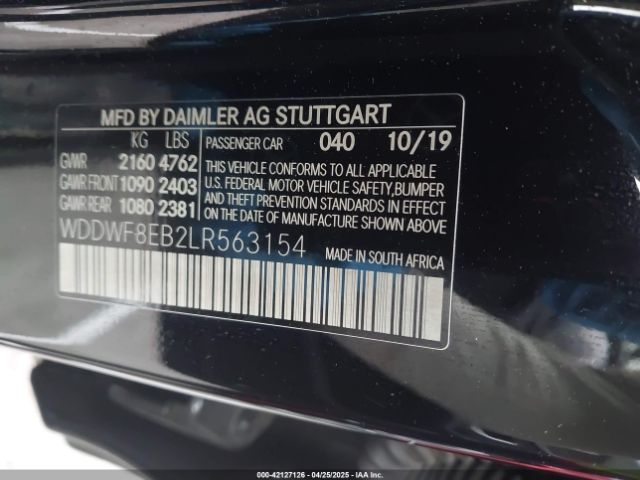 MFD BY DAIMLER AG STUTTGART
KG LBS PASSENGER CAR 040 10/19
GVWR 2160 4762
GAWR FRONT 1090 2403
GAWR REAR 1080 2381
THIS VEHICLE CONFORMS TO ALL APPLICABLE
U.S. FEDERAL MOTOR VEHICLE SAFETY, BUMPER
AND THEFT PREVENTION STANDARDS IN EFFECT
ON THE DATE OF MANUFACTURE SHOWN ABOVE.
WDDWF8EB2LR563154
MADE IN SOUTH AFRICA
000-42127126 - 04/25/2025 - IAA Inc.